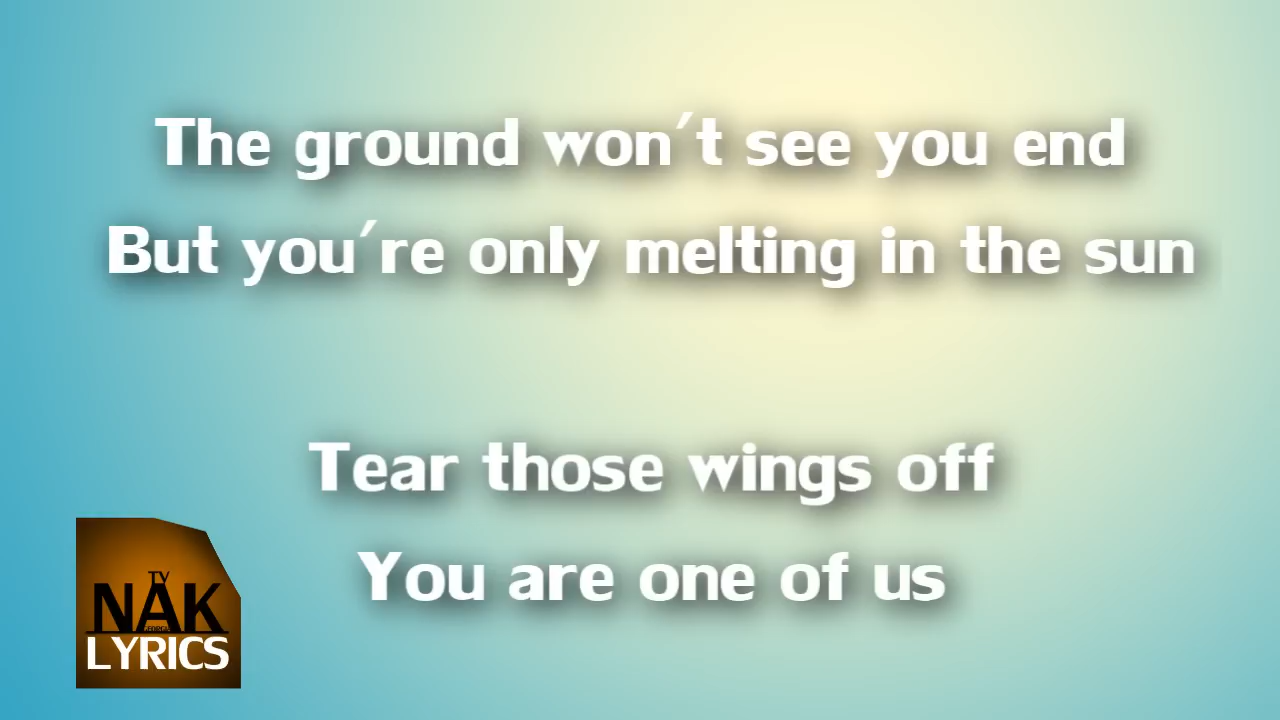 The ground won´t see you end
But you´re only melting in the sun
Tear those wings off
You are one of us
TV
NAK
LYRICS